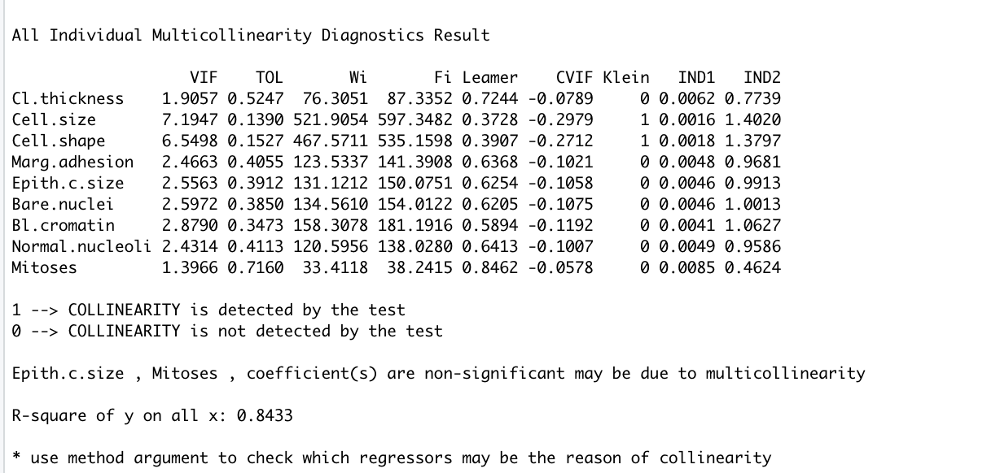 All Individual Multicollinearity Diagnostics Result
VIF TOL Wi Fi Leamer CVIF Klein IND1 IND2
Cl.thickness 1.9057 0.5247 76.3051 87.3352 0.7244 -0.0789 0 0.0062 0.7739
Cell.size 7.1947 0.1390 521.9054 597.3482 0.3728 -0.2979 1 0.0016 1.4020
Cell.shape 6.5498 0.1527 467.5711 535.1598 0.3907 -0.2712 1 0.0018 1.3797
Marg.adhesion 2.4663 0.4055 123.5337 141.3908 0.6368 -0.1021 0 0.0048 0.9681
Epith.c.size 2.5563 0.3912 131.1212 150.0751 0.6254 -0.1058 0 0.0046 0.9913
Bare.nuclei 2.5972 0.3850 134.5610 154.0122 0.6205 -0.1075 0 0.0046 1.0013
Bl.cromatin 2.8790 0.3473 158.3078 181.1916 0.5894 -0.1192 0 0.0041 1.0627
Normal.nucleoli 2.4314 0.4113 120.5956 138.0280 0.6413 -0.1007 0 0.0049 0.9586
Mitoses 1.3966 0.7160 33.4118 38.2415 0.8462 -0.0578 0 0.0085 0.4624
1 --> COLLINEARITY is detected by the test
0 --> COLLINEARITY is not detected by the test
Epith.c.size , Mitoses , coefficient(s) are non-significant may be due to multicollinearity
R-square of y on all x: 0.8433
* use method argument to check which regressors may be the reason of collinearity